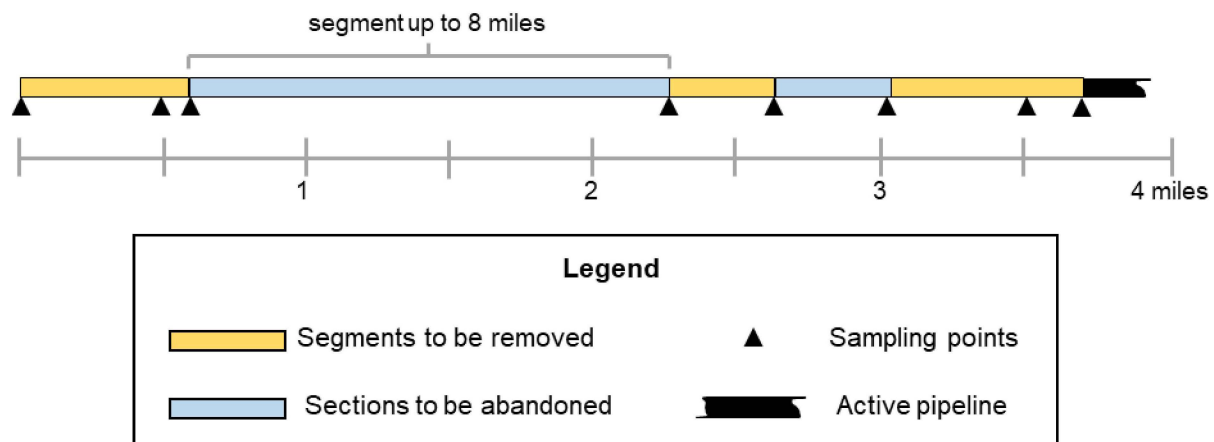 segment up to 8 miles
1 2 3 4 miles
Legend
Segments to be removed Sampling points
Sections to be abandoned Active pipeline